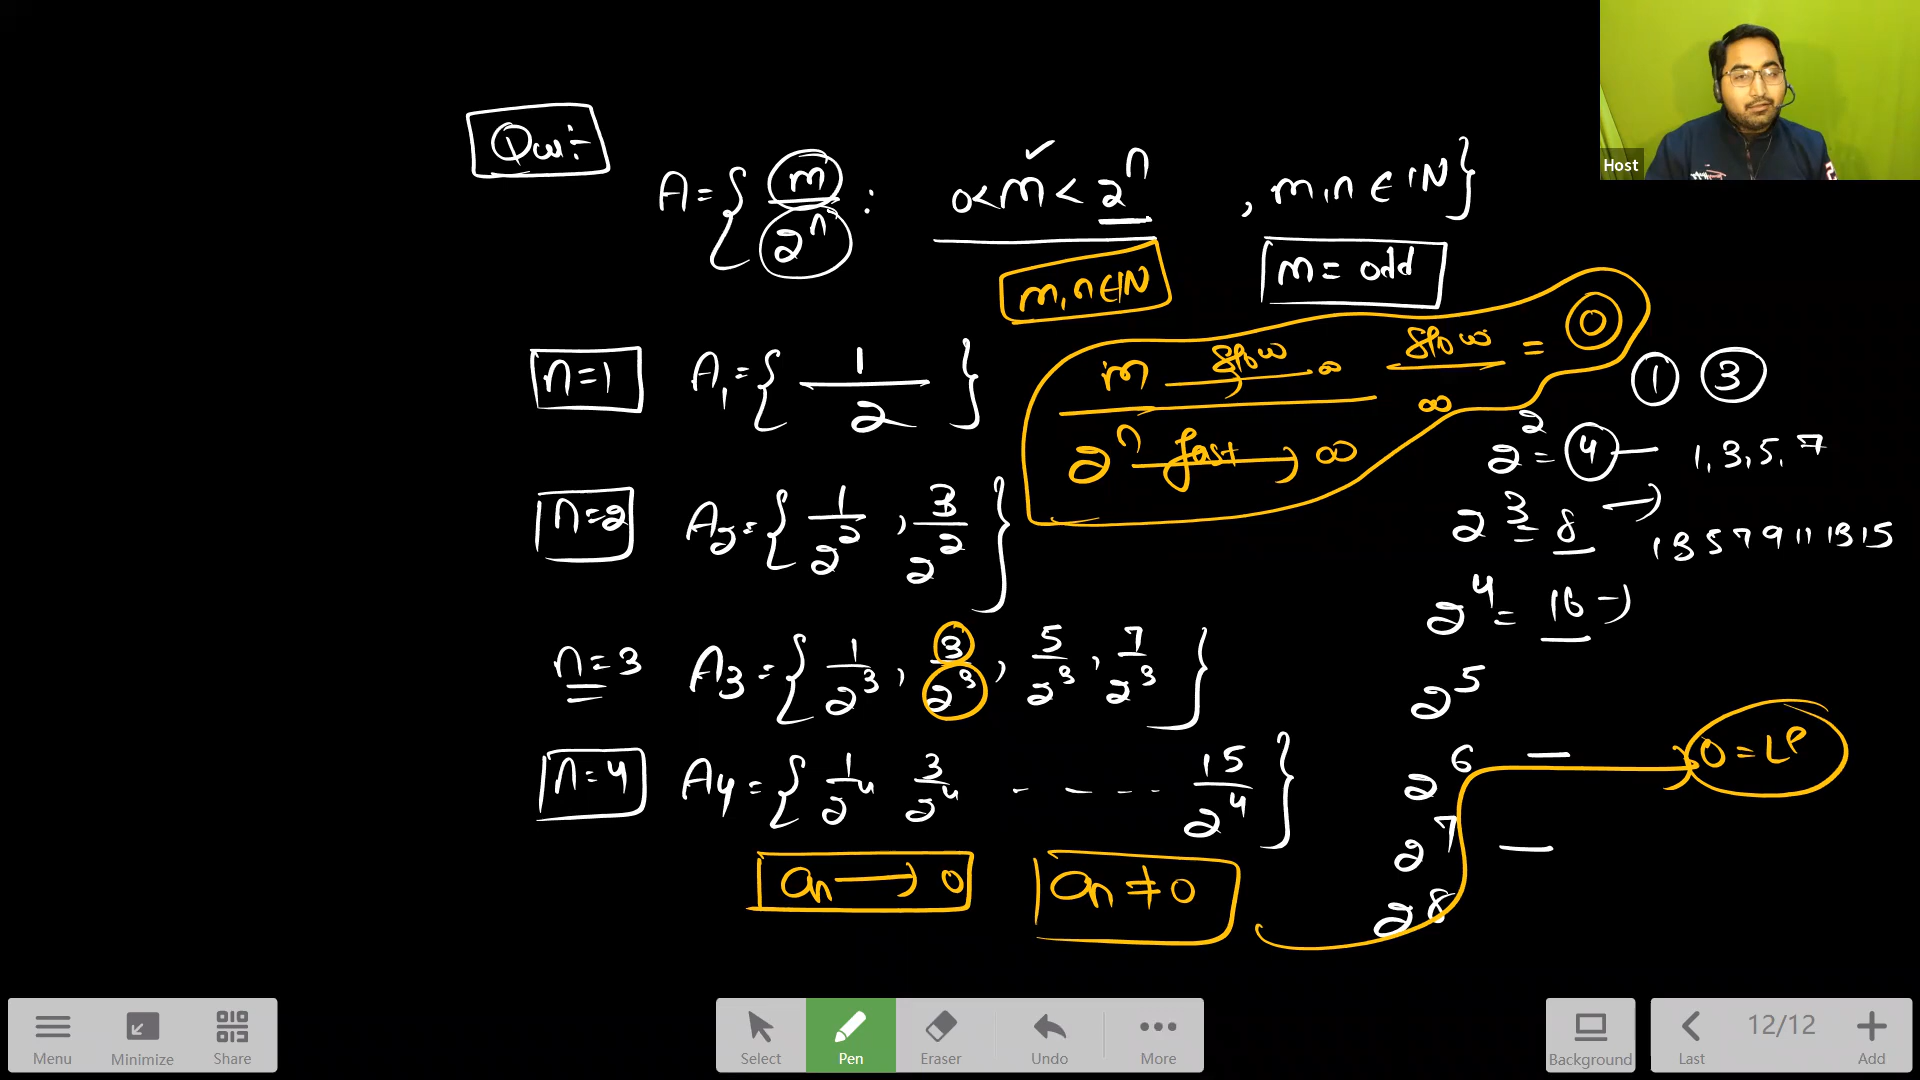 Host
Que:-
A = { m/2^n : 0 < m < 2^n , m, n ∈ IN }
m, n ∈ IN
m = odd
n = 1 A1 = { 1/2 }
m slow ∞ slow = 0
2^n fast → ∞ ∞
① ③
2^2 = 4 — 1, 3, 5, 7
n = 2 A2 = { 1/2^2 , 3/2^2 }
2^3 = 8 → 1 3 5 7 9 11 13 15
2^4 = 16 →
n = 3 A3 = { 1/2^3 , 3/2^3 , 5/2^3 , 7/2^3 }
2^5
n = 4 A4 = { 1/2^4 3/2^4 - - - - - 15/2^4 }
2^6 —
0 = LP
2^7 —
an → 0 an ≠ 0
2^8
Menu
Minimize
Share
Select
Pen
Eraser
Undo
More
Background
Last
12/12
Add